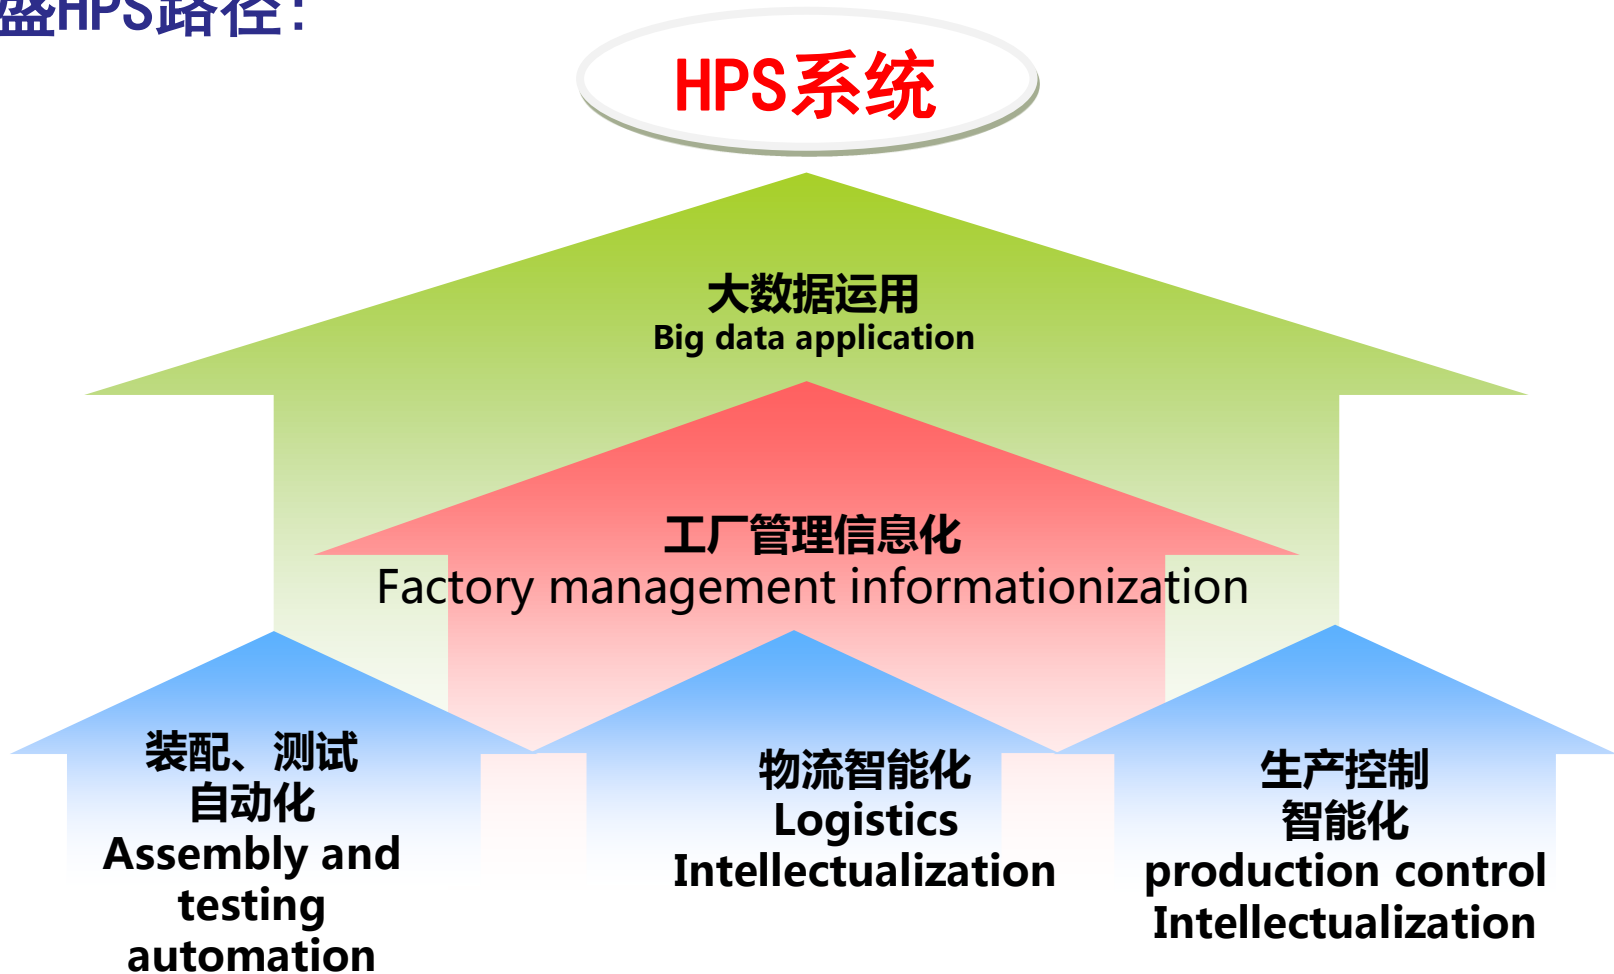 盛HPS路径：
HPS系统
大数据运用
Big data application
工厂管理信息化
Factory management informationization
装配、测试
自动化
Assembly and
testing
automation
物流智能化
Logistics
Intellectualization
生产控制
智能化
production control
Intellectualization